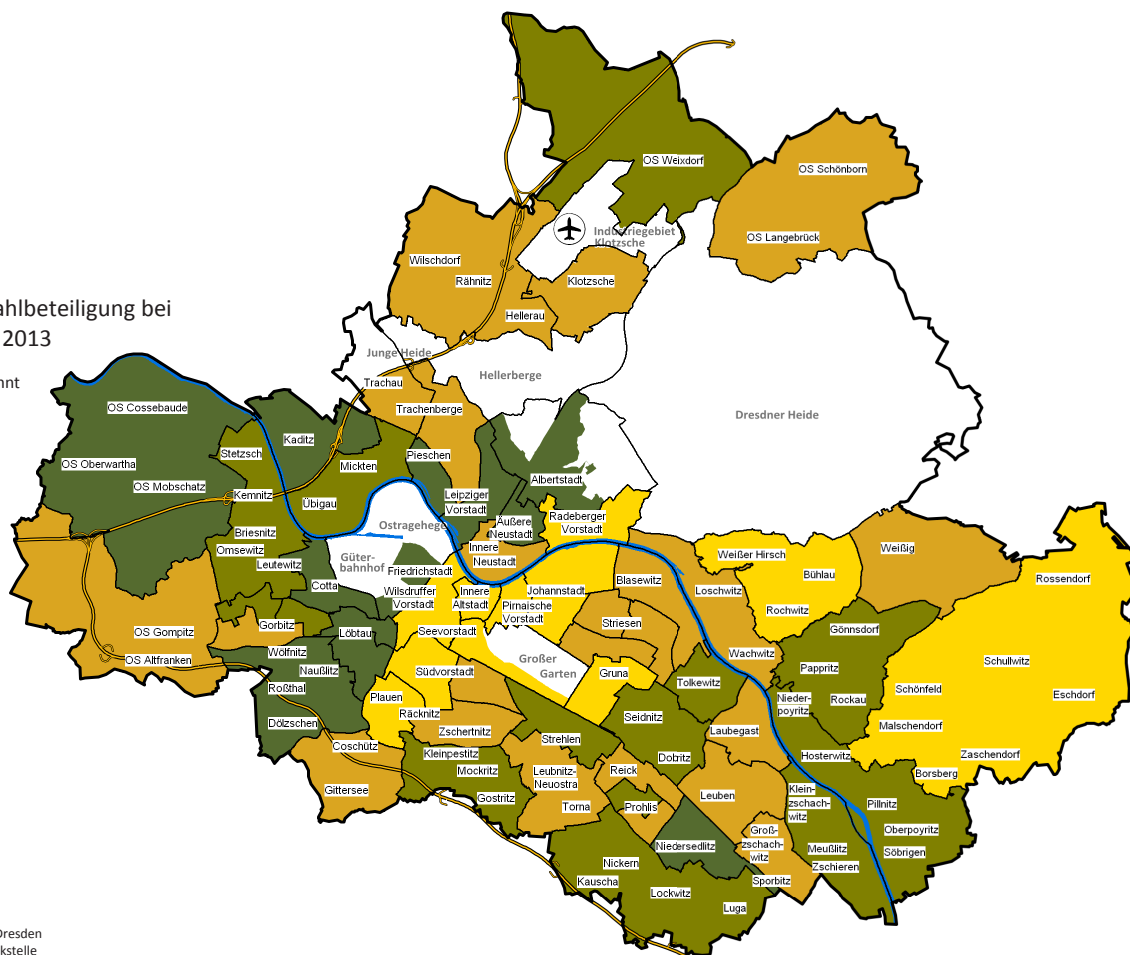 OS Weixdorf
OS Schönborn
OS Langebrück
Industriegebiet
Klotzsche
Wilschdorf
Rähnitz
Klotzsche
Hellerau
ahlbeteiligung bei
2013
nnt
Junge Heide
Hellerberge
Trachau
Trachenberge
Dresdner Heide
OS Cossebaude
Kaditz
Stetzsch
Pieschen
Mickten
OS Oberwartha
OS Mobschatz
Albertstadt
Kemnitz
Übigau
Leipziger
Vorstadt
Radeberger
Vorstadt
Äußere
Neustadt
Ostragehege
Briesnitz
Omsewitz
Leutewitz
Innere
Neustadt
Güter-
bahnhof
Friedrichstadt
Cotta
Wilsdruffer
Vorstadt
Innere
Altstadt
Johannstadt
Pirnaische
Vorstadt
Blasewitz
Loschwitz
Weißer Hirsch
Bühlau
Rochwitz
Weißig
Rossendorf
OS Gompitz
Gorbitz
Löbtau
Seevorstadt
Striesen
Gönnsdorf
OS Altfranken
Wölfnitz
Naußlitz
Großer
Garten
Wachwitz
Pappritz
Schullwitz
Roßthal
Südvorstadt
Gruna
Tolkewitz
Plauen
Nieder-
poyritz
Rockau
Schönfeld
Eschdorf
Räcknitz
Dölzschen
Zschertnitz
Seidnitz
Laubegast
Malschendorf
Coschütz
Kleinpestitz
Strehlen
Dobritz
Hosterwitz
Zaschendorf
Mockritz
Leubnitz-
Neuostra
Reick
Borsberg
Gittersee
Gostritz
Torna
Prohlis
Leuben
Klein-
zschach-
witz
Pillnitz
Groß-
zschach-
witz
Oberpoyritz
Niedersedlitz
Meußlitz
Söbrigen
Nickern
Zschieren
Kauscha
Sporbitz
Lockwitz
Luga
Dresden
kstelle